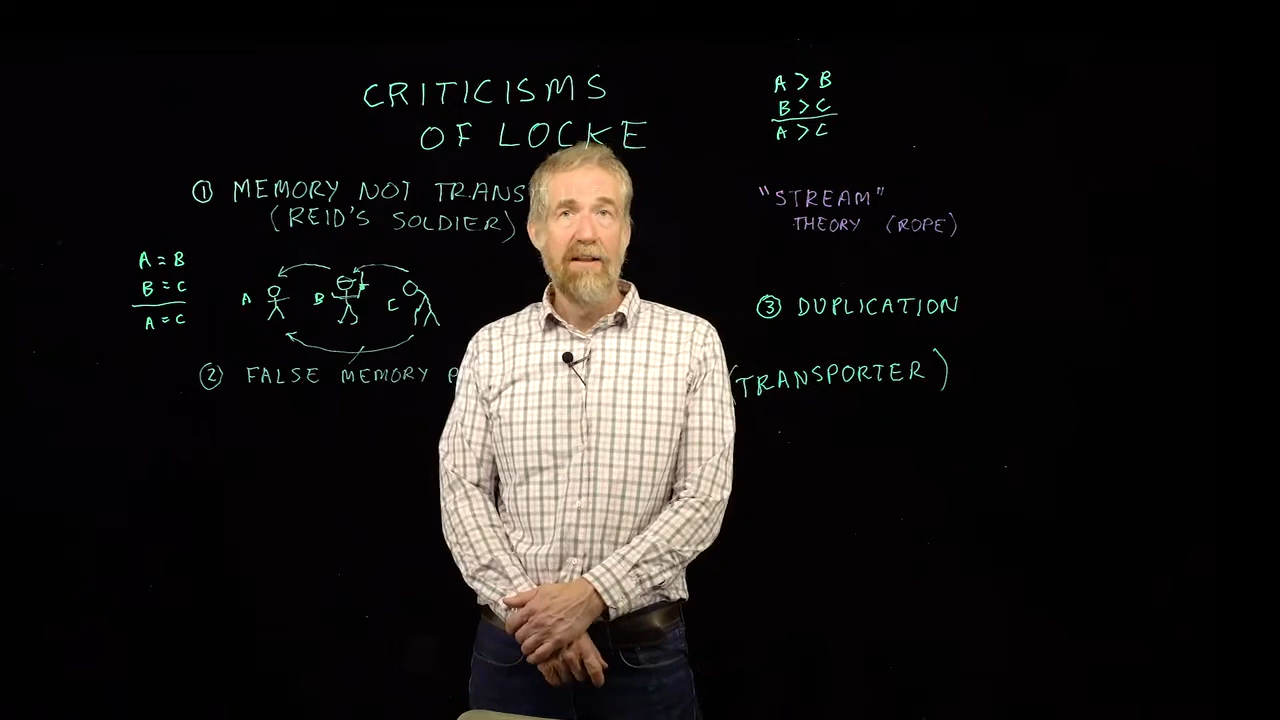 CRITICISMS
OF LOCKE
① MEMORY NOT TRANS
(REID'S SOLDIER)
A = B
B = C
A = C
A
B
C
② FALSE MEMORY P
A > B
B > C
A > C
"STREAM"
THEORY (ROPE)
③ DUPLICATION
(TRANSPORTER)